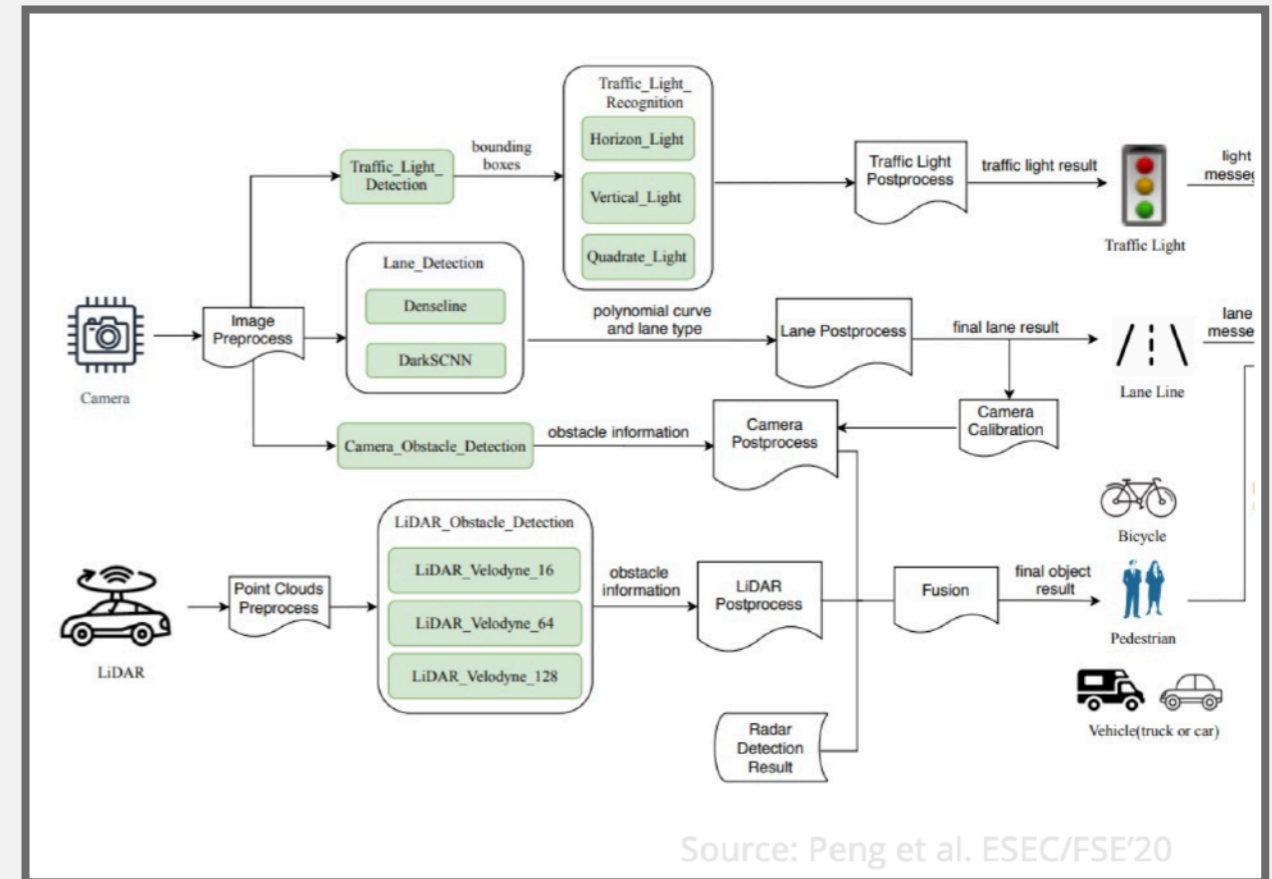 Traffic_Light_
Recognition
Horizon_Light
Vertical_Light
Quadrate_Light
Traffic_Light_
Detection
bounding
boxes
Traffic Light
Postprocess
traffic light result
Traffic Light
light
Lane_Detection
Denseline
DarkSCNN
Image
Preprocess
Camera
polynomial curve
and lane type
Lane Postprocess
final lane result
Lane Line
lane
Camera_Obstacle_Detection
obstacle information
Camera
Postprocess
Camera
Calibration
Bicycle
LiDAR_Obstacle_Detection
LiDAR_Velodyne_16
LiDAR_Velodyne_64
LiDAR_Velodyne_128
Point Clouds
Preprocess
LiDAR
obstacle
information
LiDAR
Postprocess
Fusion
final object
result
Pedestrian
Vehicle(truck or car)
Radar
Detection
Result
Source: Peng et al. ESEC/FSE'20